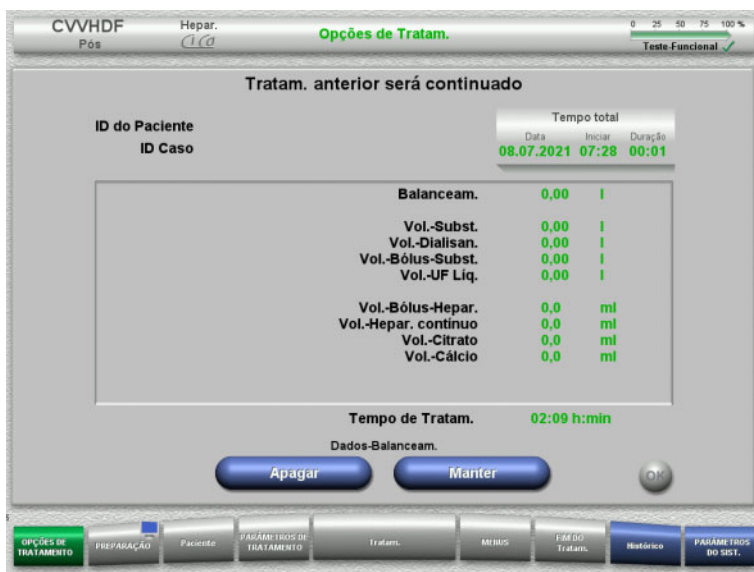 CVVHDF
Pós
Hepar.
Ci Ca
Opções de Tratam.
0 25 50 75 100 %
Teste-Funcional
Tratam. anterior será continuado
ID do Paciente
ID Caso
Tempo total
Data Iniciar Duração
08.07.2021 07:28 00:01
Balanceam. 0,00 l
Vol.-Subst. 0,00 l
Vol.-Dialisan. 0,00 l
Vol.-Bólus-Subst. 0,00 l
Vol.-UF Líq. 0,00 l
Vol.-Bólus-Hepar. 0,0 ml
Vol.-Hepar. contínuo 0,0 ml
Vol.-Citrato 0,0 ml
Vol.-Cálcio 0,0 ml
Tempo de Tratam. 02:09 h:min
Dados-Balanceam.
Apagar Manter OK
OPÇÕES DE
TRATAMENTO
PREPARAÇÃO
Paciente
PARÂMETROS DE
TRATAMENTO
Tratam.
MENUS
FIM DO
Tratam.
Histórico
PARÂMETROS
DO SIST.